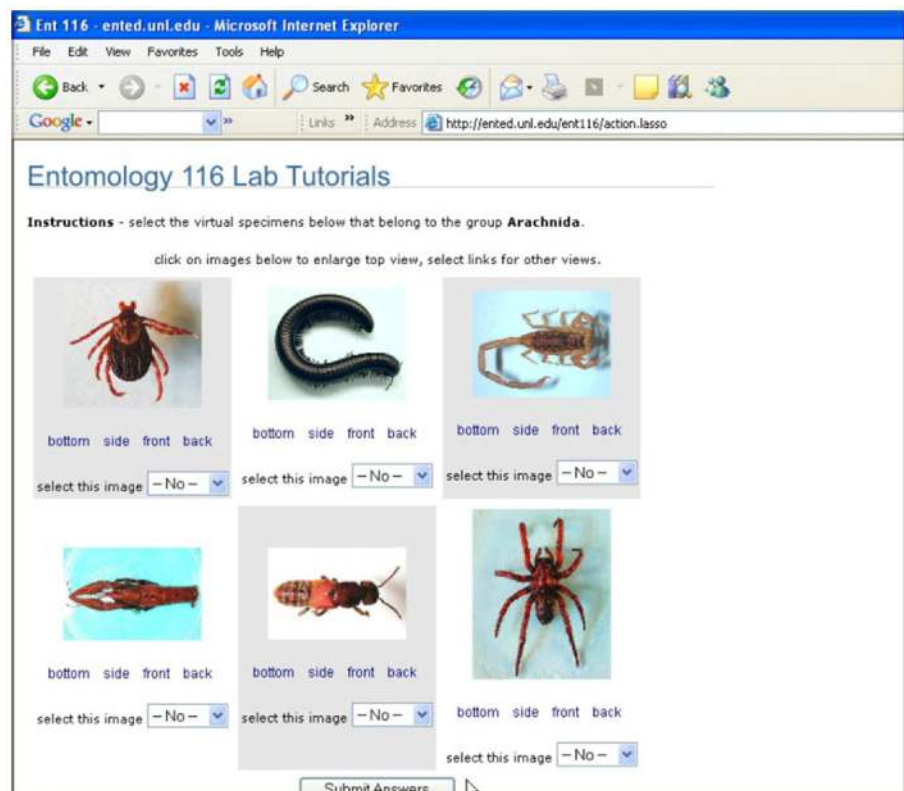 Ent 116 - ented.unl.edu - Microsoft Internet Explorer
File Edit View Favorites Tools Help
Back Search Favorites
Google Links » Address http://ented.unl.edu/ent116/action.lasso
Entomology 116 Lab Tutorials
Instructions - select the virtual specimens below that belong to the group Arachnida.
click on images below to enlarge top view, select links for other views.
bottom side front back
select this image – No –
bottom side front back
select this image – No –
bottom side front back
select this image – No –
bottom side front back
select this image – No –
bottom side front back
select this image – No –
bottom side front back
select this image – No –
Submit Answers